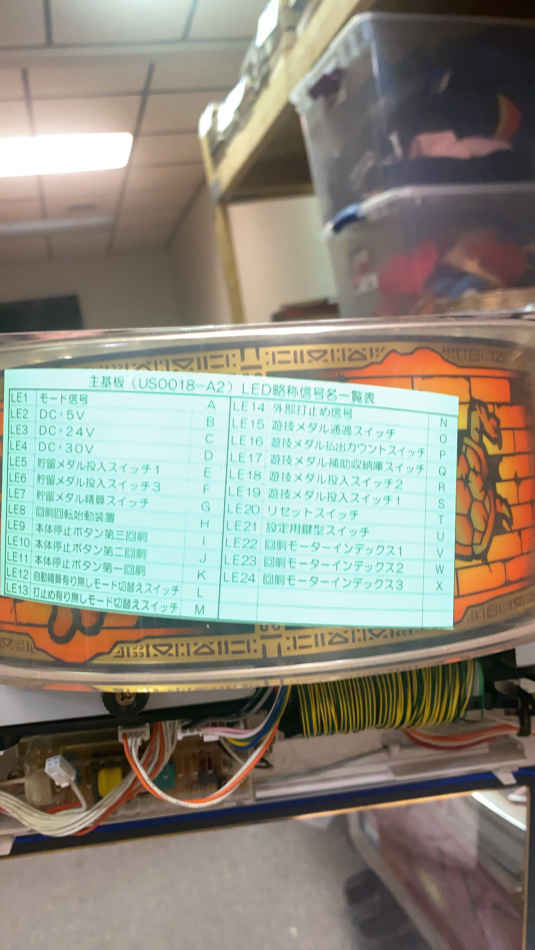 主基板（US0018-A2）LED略称信号名一覧表
LE1 モード信号 A
LE2 DC+5V B
LE3 DC+24V C
LE4 DC+30V D
LE5 貯留メダル投入スイッチ1 E
LE6 貯留メダル投入スイッチ3 F
LE7 貯留メダル精算スイッチ G
LE8 回胴回転始動装置 H
LE9 本体停止ボタン第三回胴 I
LE10 本体停止ボタン第二回胴 J
LE11 本体停止ボタン第一回胴 K
LE12 自動精算有り無しモード切替えスイッチ L
LE13 打止め有り無しモード切替えスイッチ M
LE14 外部打止め信号 N
LE15 遊技メダル通過スイッチ O
LE16 遊技メダル払出カウントスイッチ P
LE17 遊技メダル補助収納庫スイッチ Q
LE18 遊技メダル投入スイッチ2 R
LE19 遊技メダル投入スイッチ1 S
LE20 リセットスイッチ T
LE21 設定用鍵型スイッチ U
LE22 回胴モーターインデックス1 V
LE23 回胴モーターインデックス2 W
LE24 回胴モーターインデックス3 X